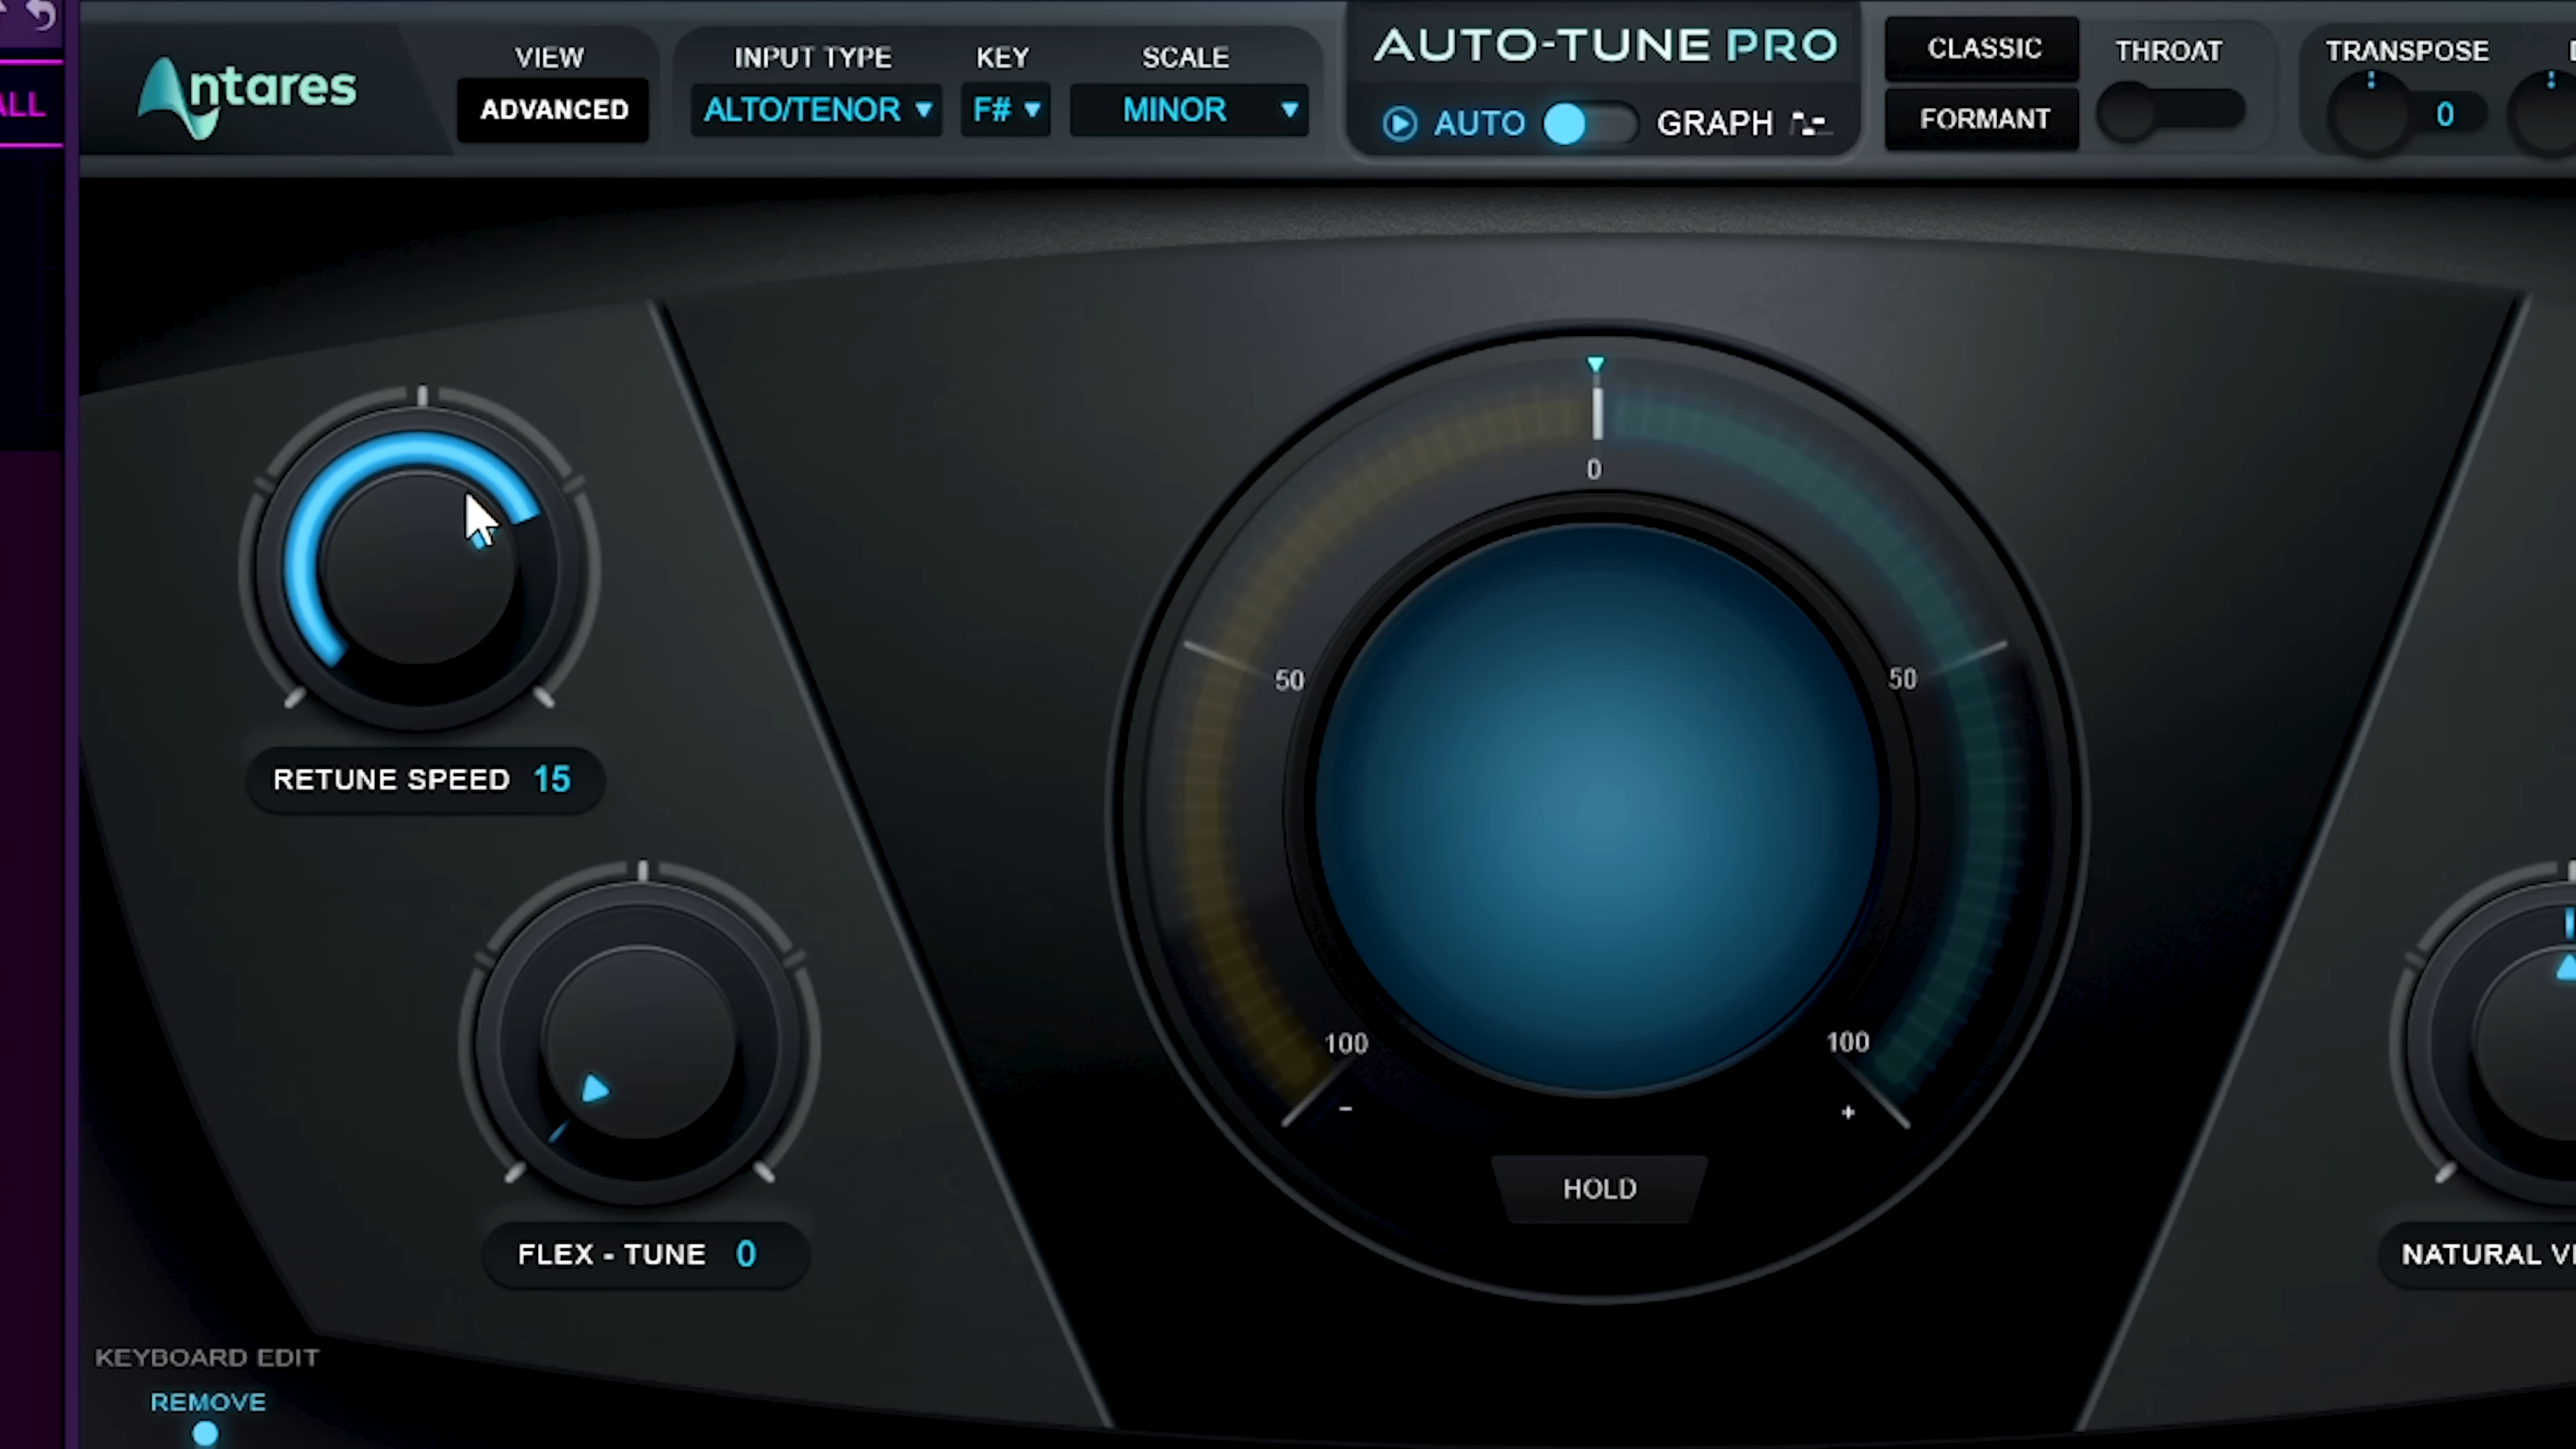 ALL
Antares
VIEW
ADVANCED
INPUT TYPE
ALTO/TENOR
KEY
F#
SCALE
MINOR
AUTO-TUNE PRO
AUTO
GRAPH
CLASSIC
FORMANT
THROAT
TRANSPOSE
0
0
50
50
100
100
-
+
HOLD
RETUNE SPEED 15
FLEX - TUNE 0
NATURAL
KEYBOARD EDIT
REMOVE